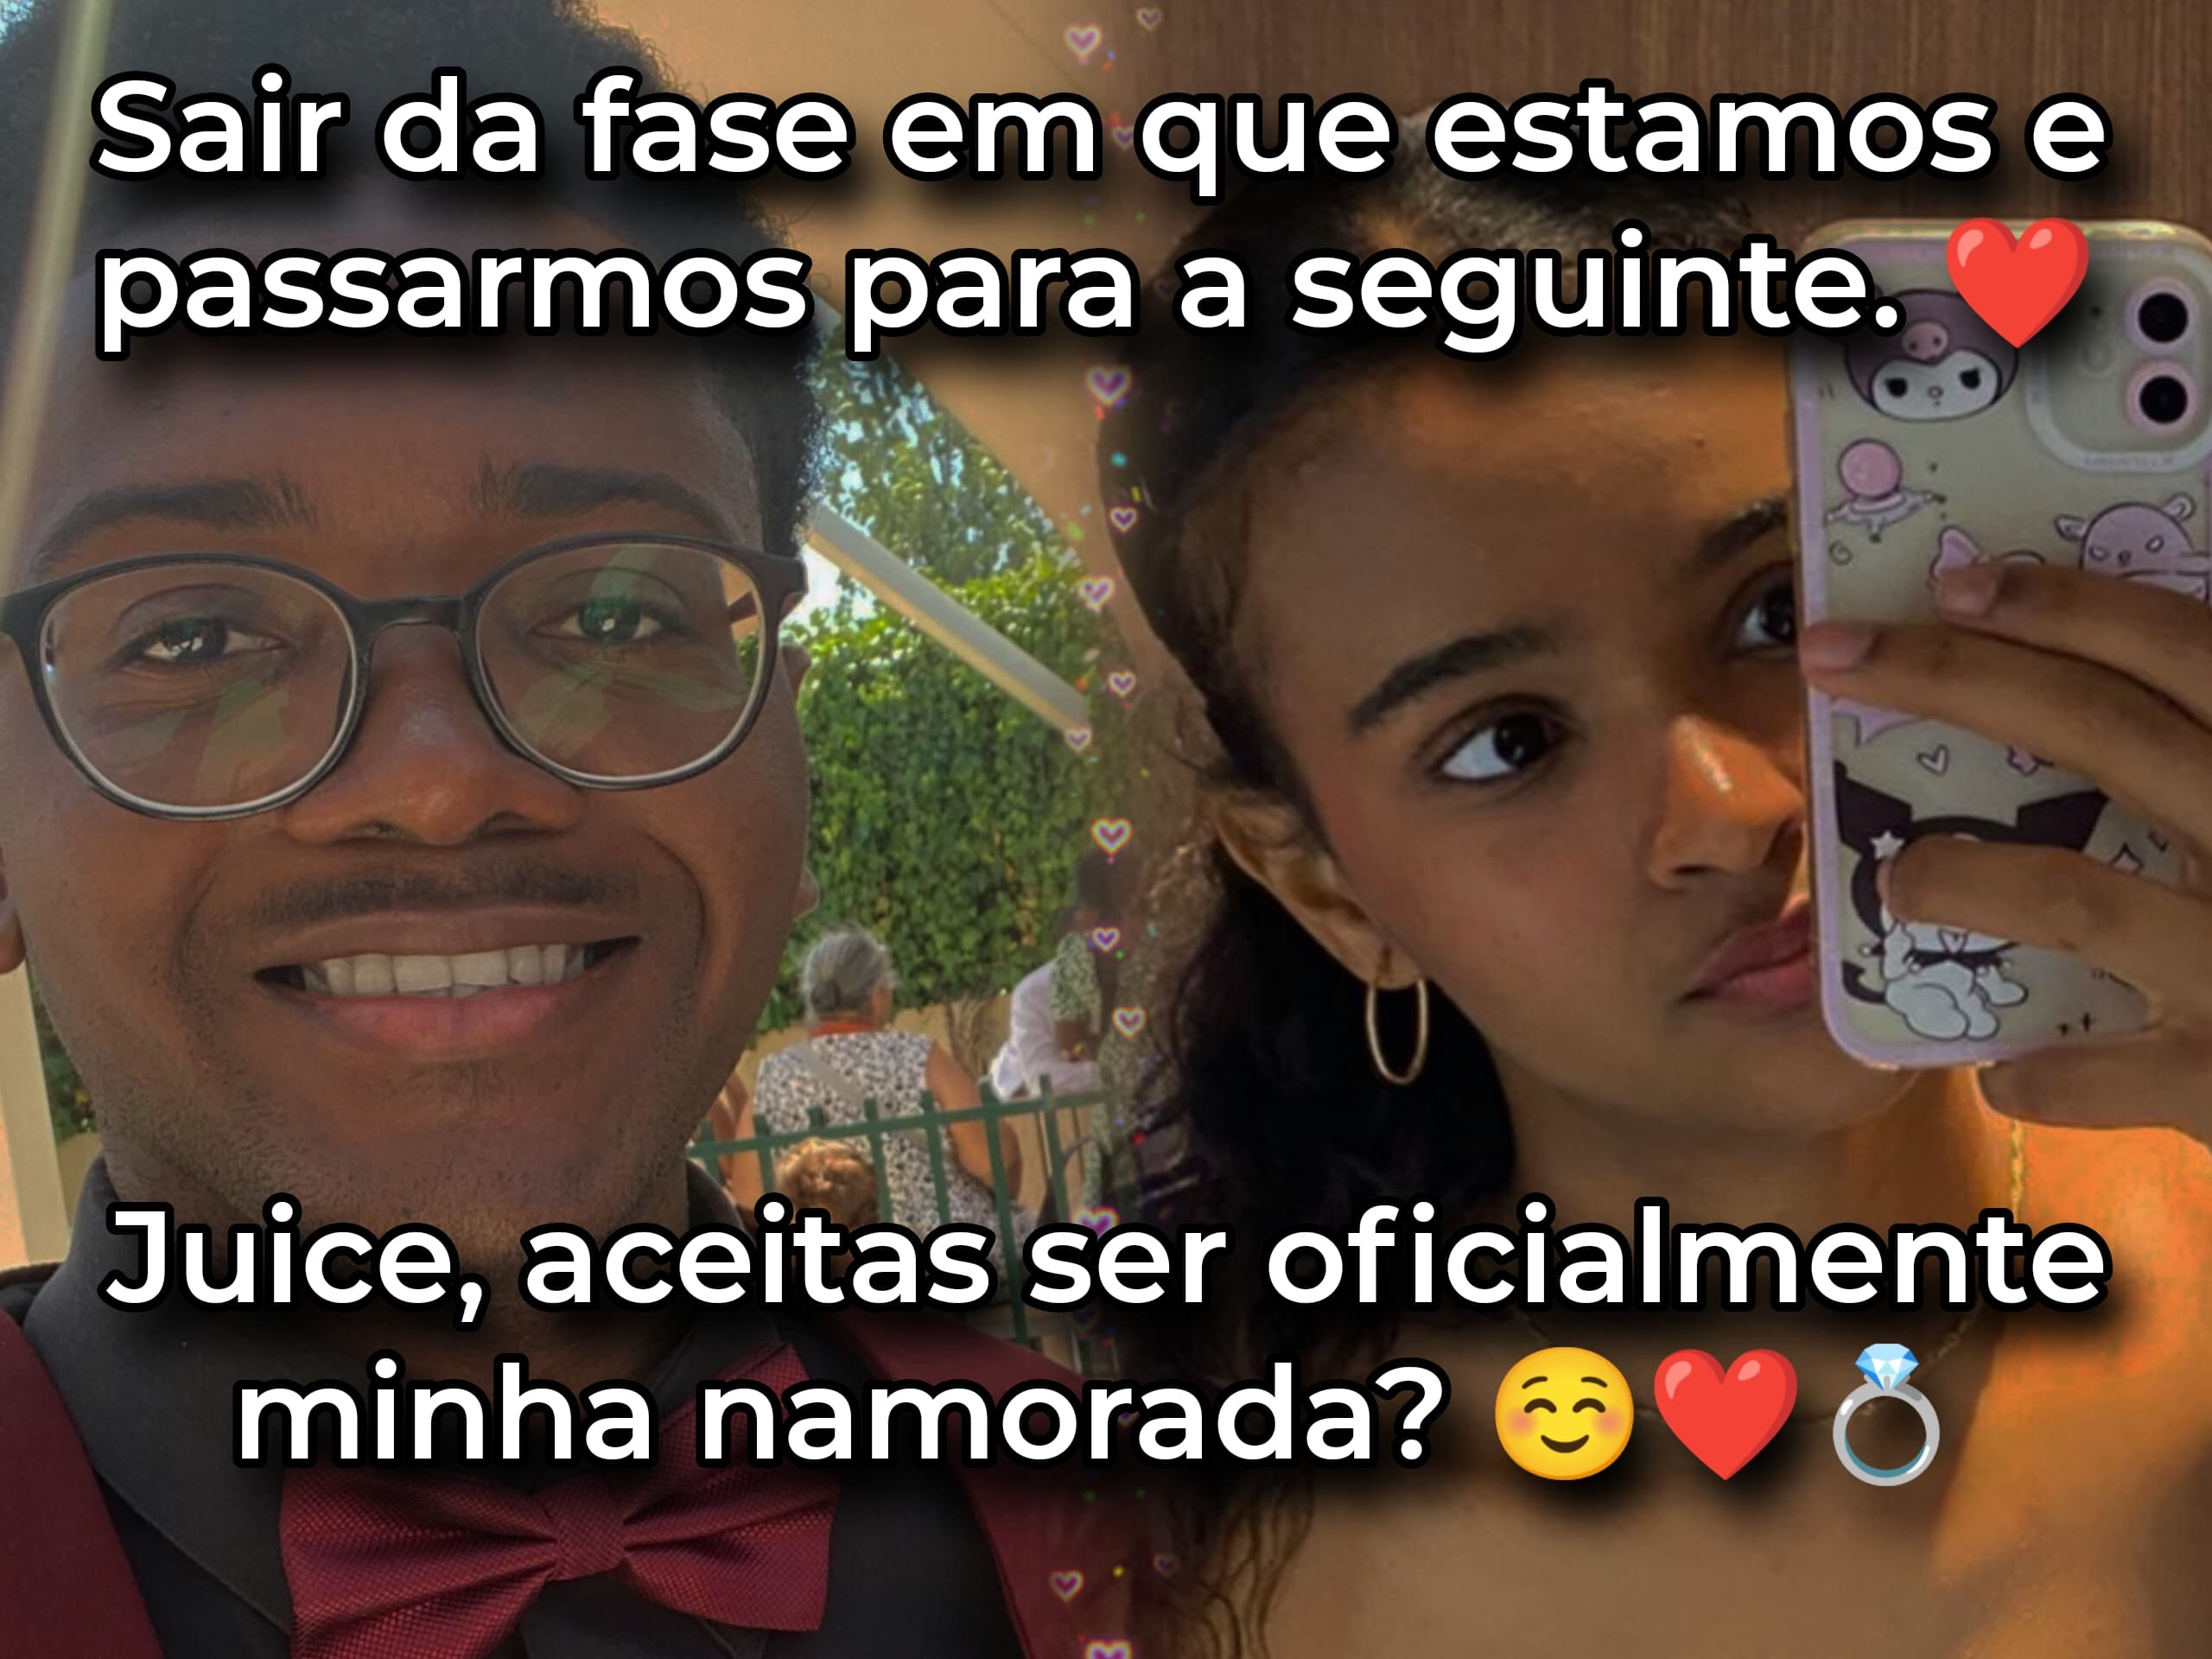 Sair da fase em que estamos e
passarmos para a seguinte. ❤️
Juice, aceitas ser oficialmente
minha namorada? ☺️❤️💍